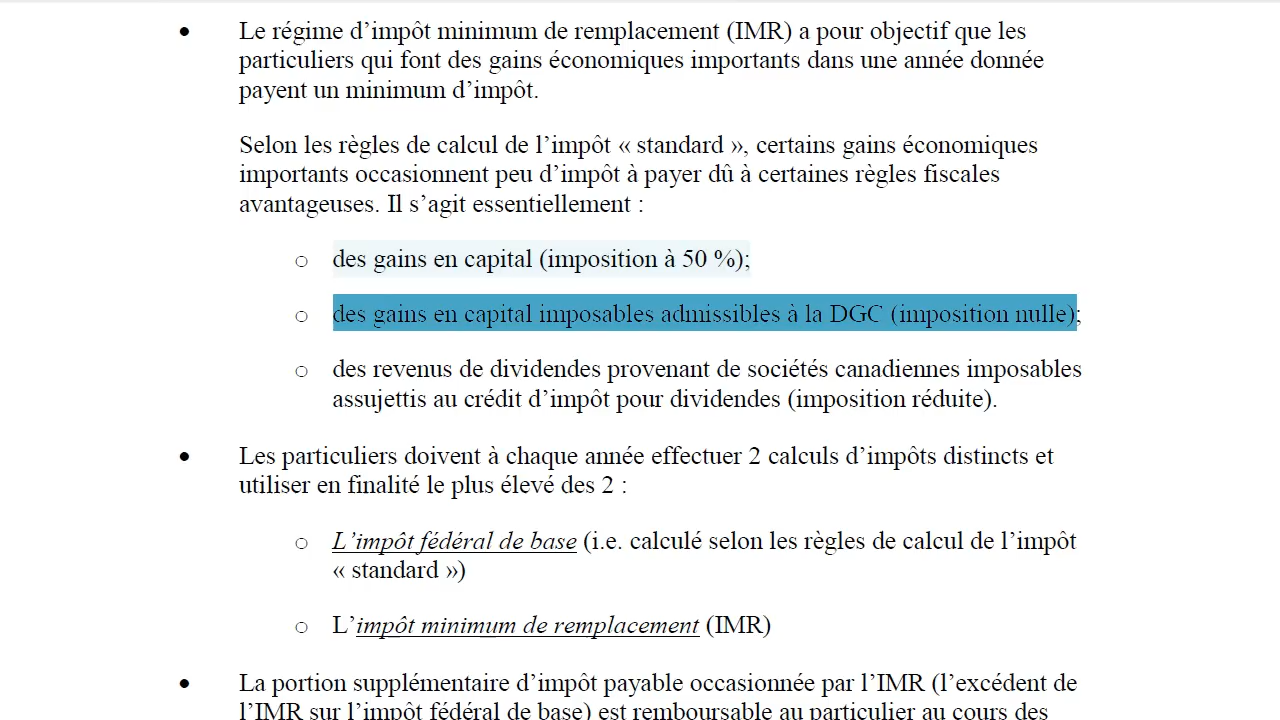 • Le régime d’impôt minimum de remplacement (IMR) a pour objectif que les
particuliers qui font des gains économiques importants dans une année donnée
payent un minimum d’impôt.
Selon les règles de calcul de l’impôt « standard », certains gains économiques
importants occasionnent peu d’impôt à payer dû à certaines règles fiscales
avantageuses. Il s’agit essentiellement :
o des gains en capital (imposition à 50 %);
o des gains en capital imposables admissibles à la DGC (imposition nulle);
o des revenus de dividendes provenant de sociétés canadiennes imposables
assujettis au crédit d’impôt pour dividendes (imposition réduite).
• Les particuliers doivent à chaque année effectuer 2 calculs d’impôts distincts et
utiliser en finalité le plus élevé des 2 :
o L’impôt fédéral de base (i.e. calculé selon les règles de calcul de l’impôt
« standard »)
o L’impôt minimum de remplacement (IMR)
• La portion supplémentaire d’impôt payable occasionnée par l’IMR (l’excédent de
l’IMR sur l’impôt fédéral de base) est remboursable au particulier au cours des